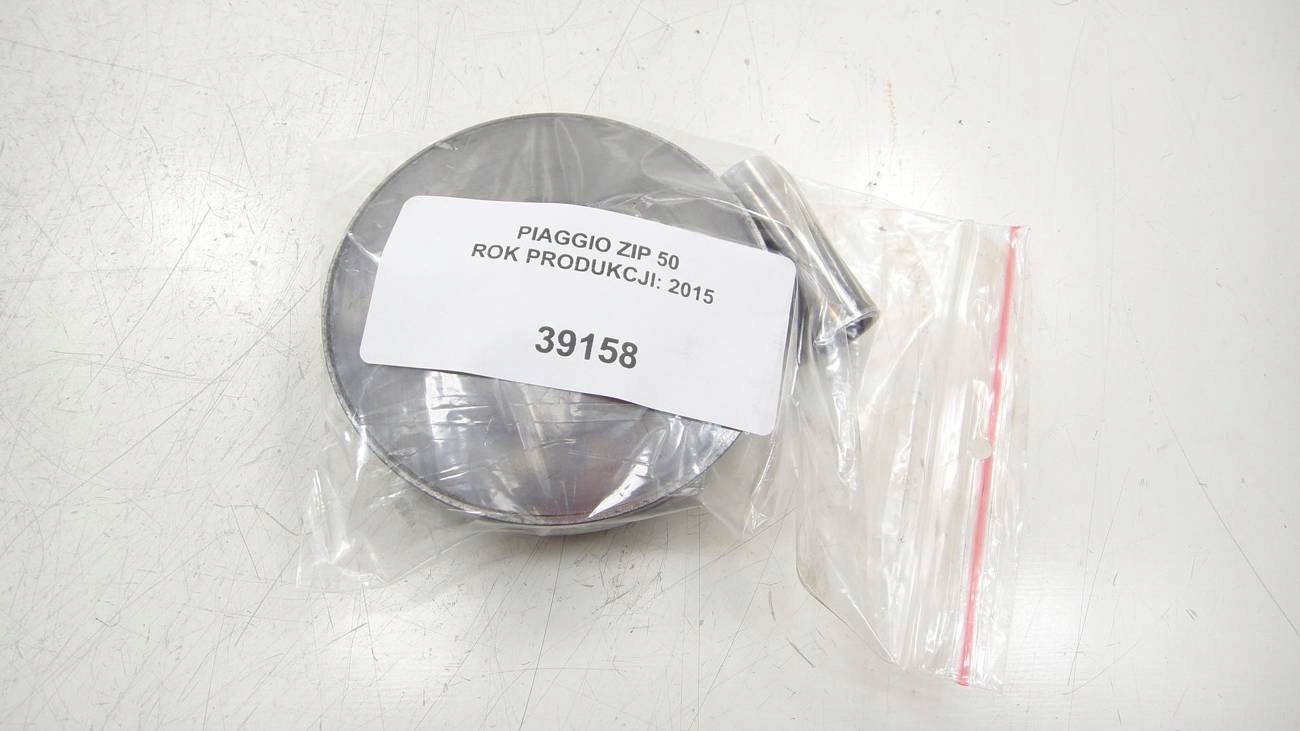 PIAGGIO ZIP 50
ROK PRODUKCJI: 2015
39158